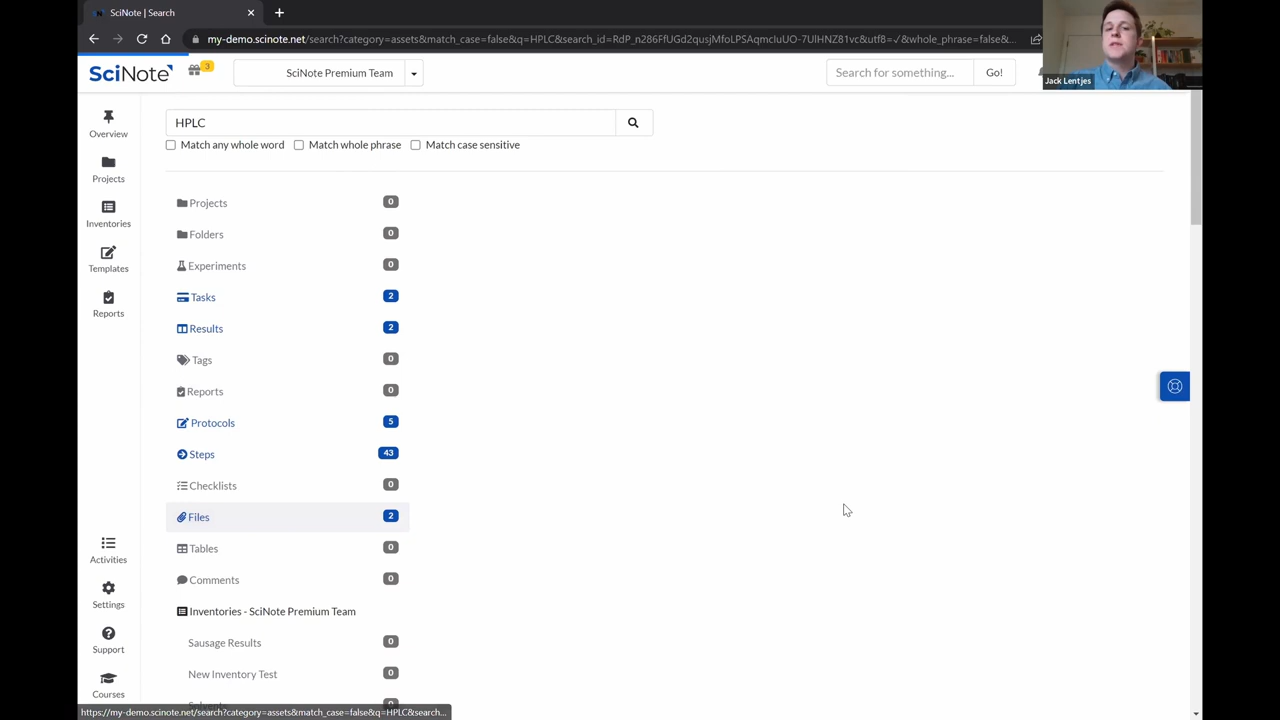 SciNote | Search
my-demo.scinote.net/search?category=assets&match_case=false&q=HPLC&search_id=RdP_n286FfUGd2qusjMfoLPSAqmcIuUO-7UIHNZ81vc&utf8=✓&whole_phrase=false&...
Jack Lentjes
SciNote
3
SciNote Premium Team
Search for something...
Go!
HPLC
Match any whole word
Match whole phrase
Match case sensitive
Overview
Projects
Inventories
Templates
Reports
Activities
Settings
Support
Courses
Projects 0
Folders 0
Experiments 0
Tasks 2
Results 2
Tags 0
Reports 0
Protocols 5
Steps 43
Checklists 0
Files 2
Tables 0
Comments 0
Inventories - SciNote Premium Team
Sausage Results 0
New Inventory Test 0
https://my-demo.scinote.net/search?category=assets&match_case=false&q=HPLC&search...